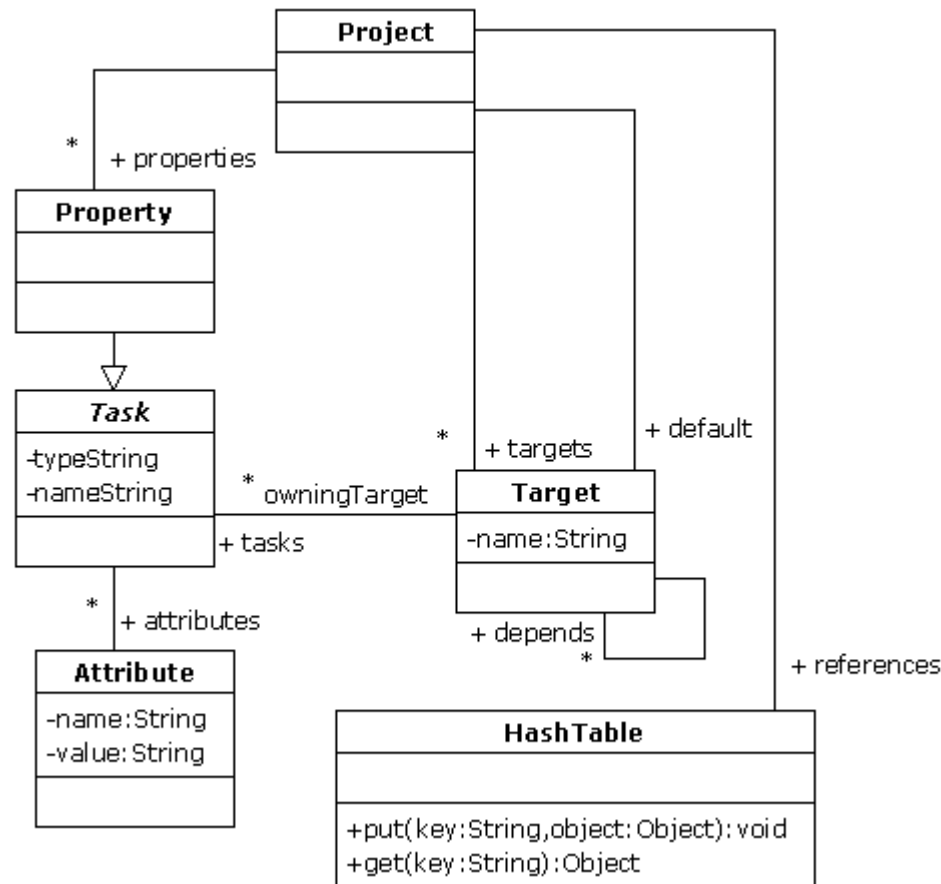 Project
*
+ properties
Property
Task
-typeString
-nameString
*
owningTarget
+ tasks
*
+ targets
+ default
Target
-name:String
+ depends
*
*
+ attributes
Attribute
-name:String
-value:String
+ references
HashTable
+put(key:String,object:Object):void
+get(key:String):Object